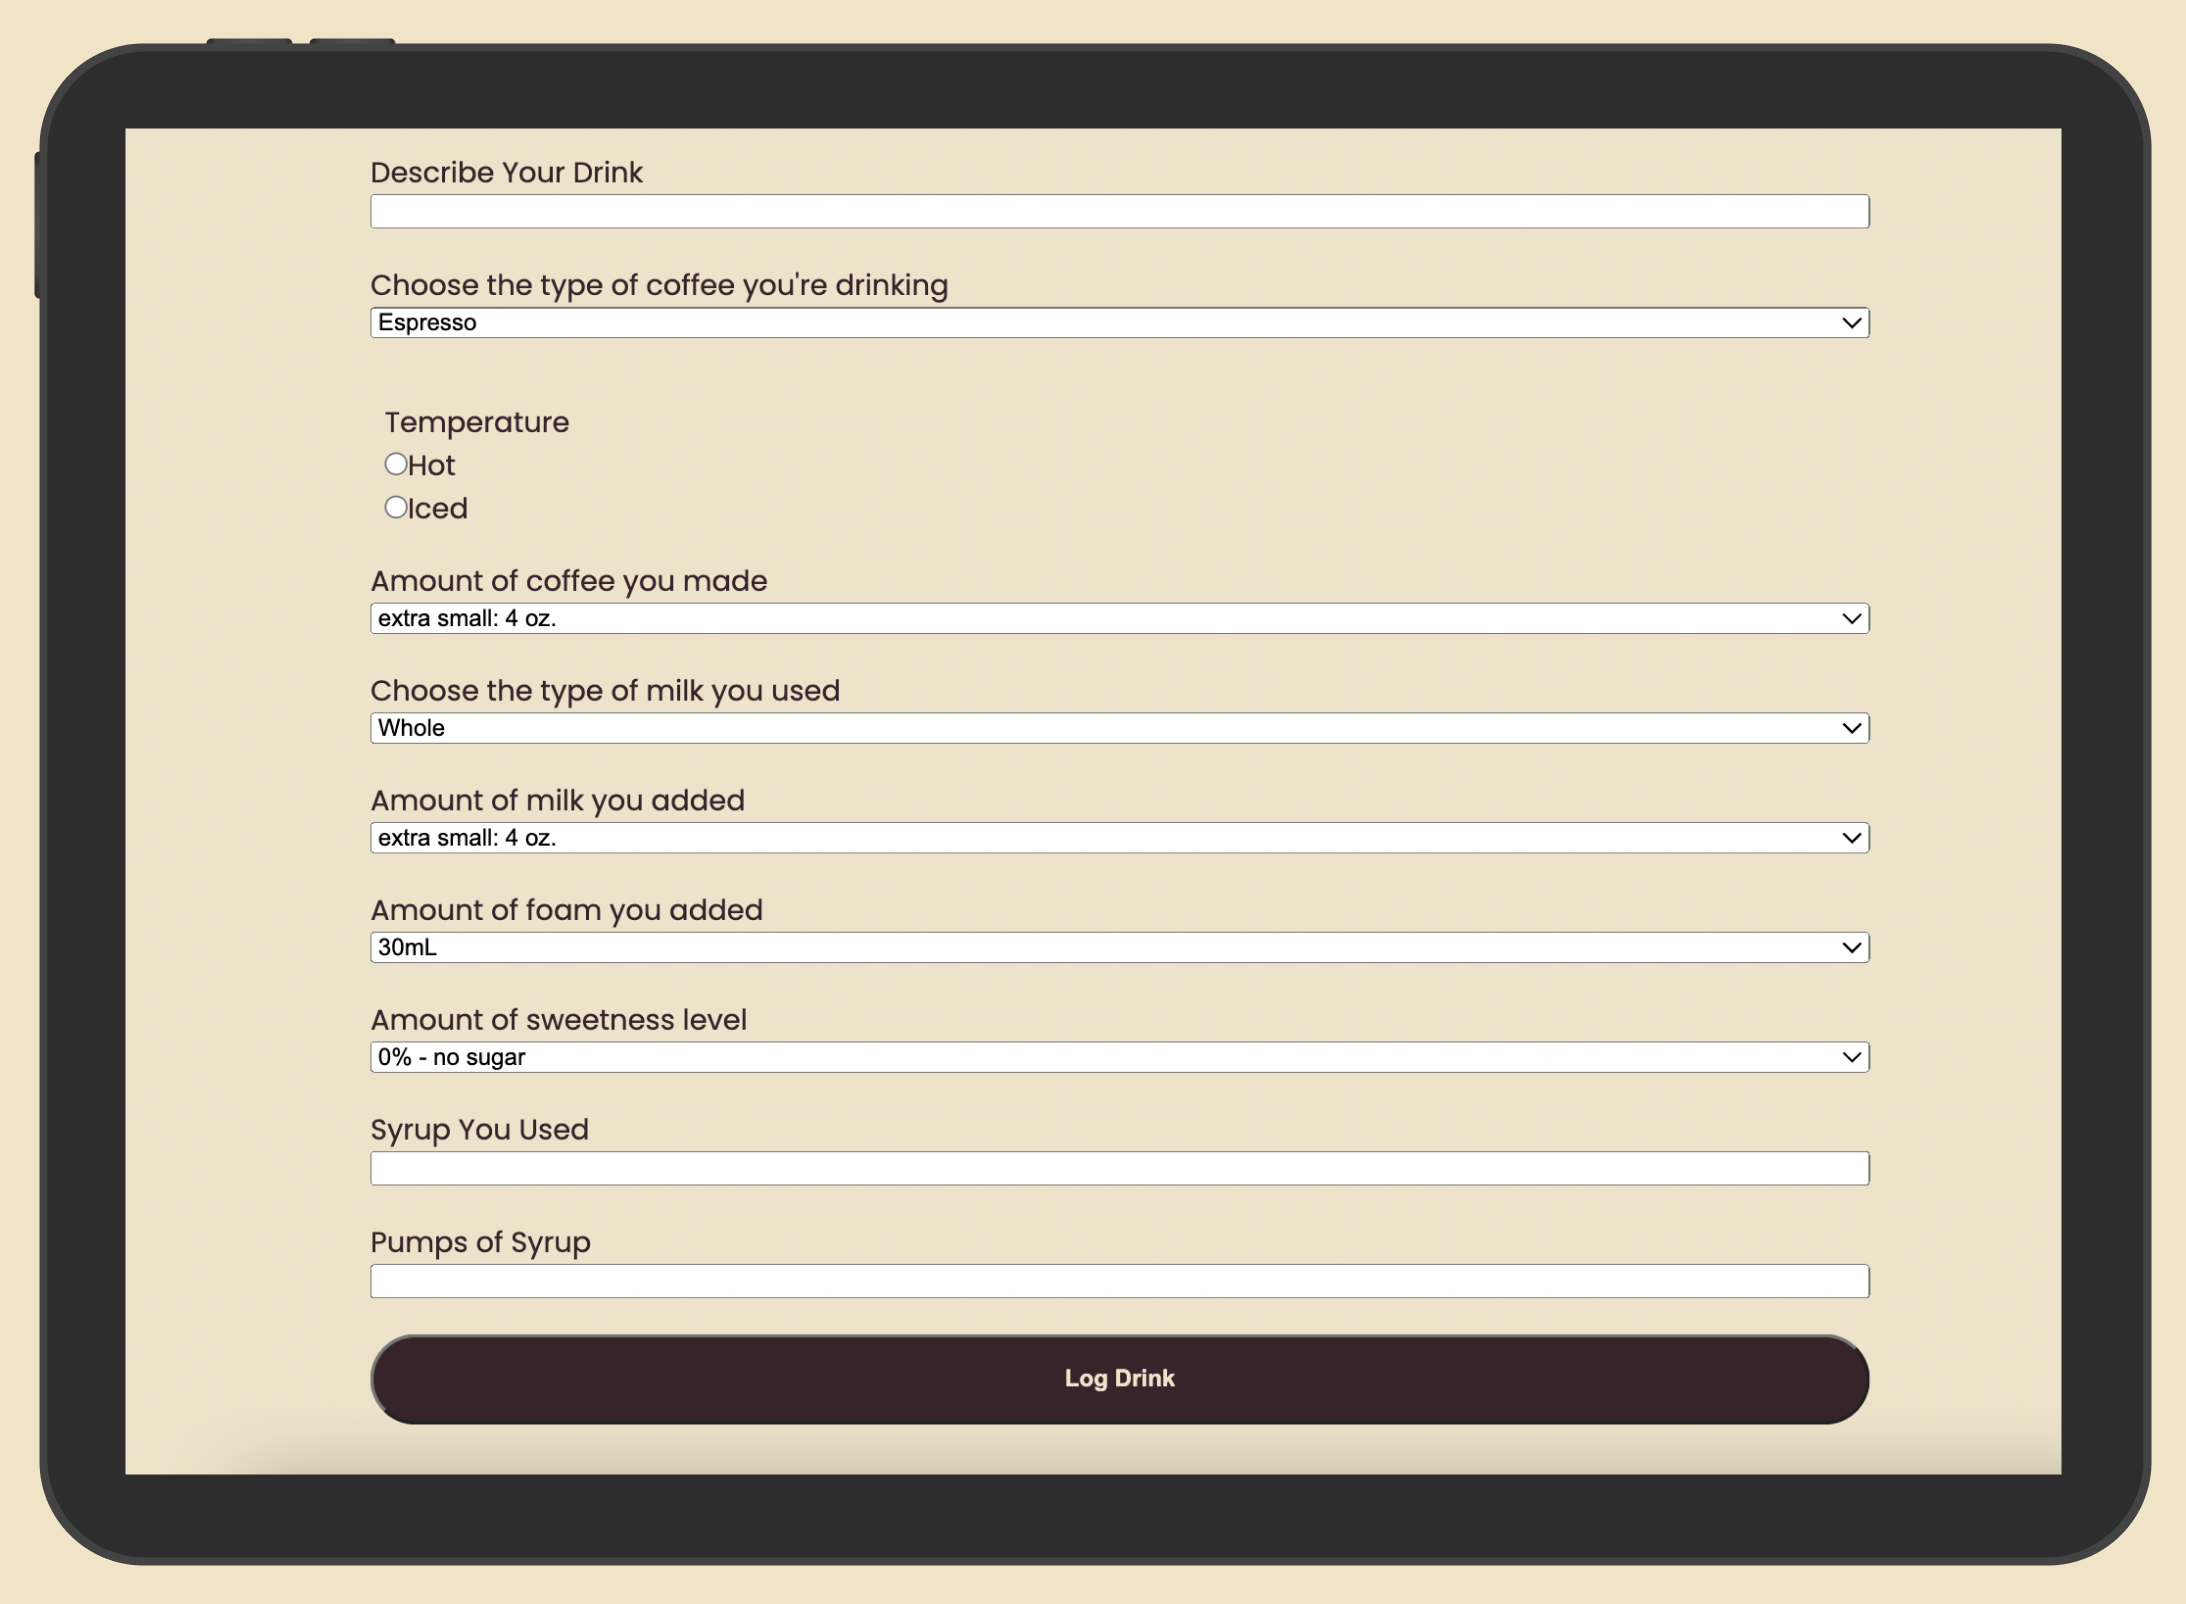 Describe Your Drink
Choose the type of coffee you're drinking
Espresso
Temperature
Hot
Iced
Amount of coffee you made
extra small: 4 oz.
Choose the type of milk you used
Whole
Amount of milk you added
extra small: 4 oz.
Amount of foam you added
30mL
Amount of sweetness level
0% - no sugar
Syrup You Used
Pumps of Syrup
Log Drink